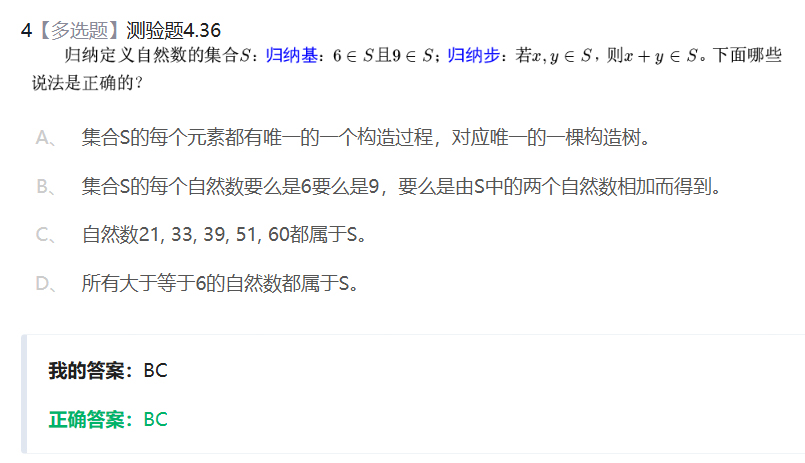 4【多选题】测验题4.36
归纳定义自然数的集合S：归纳基：6 ∈ S且9 ∈ S；归纳步：若x, y ∈ S，则x + y ∈ S。下面哪些
说法是正确的？
A、 集合S的每个元素都有唯一的一个构造过程，对应唯一的一棵构造树。
B、 集合S的每个自然数要么是6要么是9，要么是由S中的两个自然数相加而得到。
C、 自然数21, 33, 39, 51, 60都属于S。
D、 所有大于等于6的自然数都属于S。
我的答案：BC
正确答案：BC